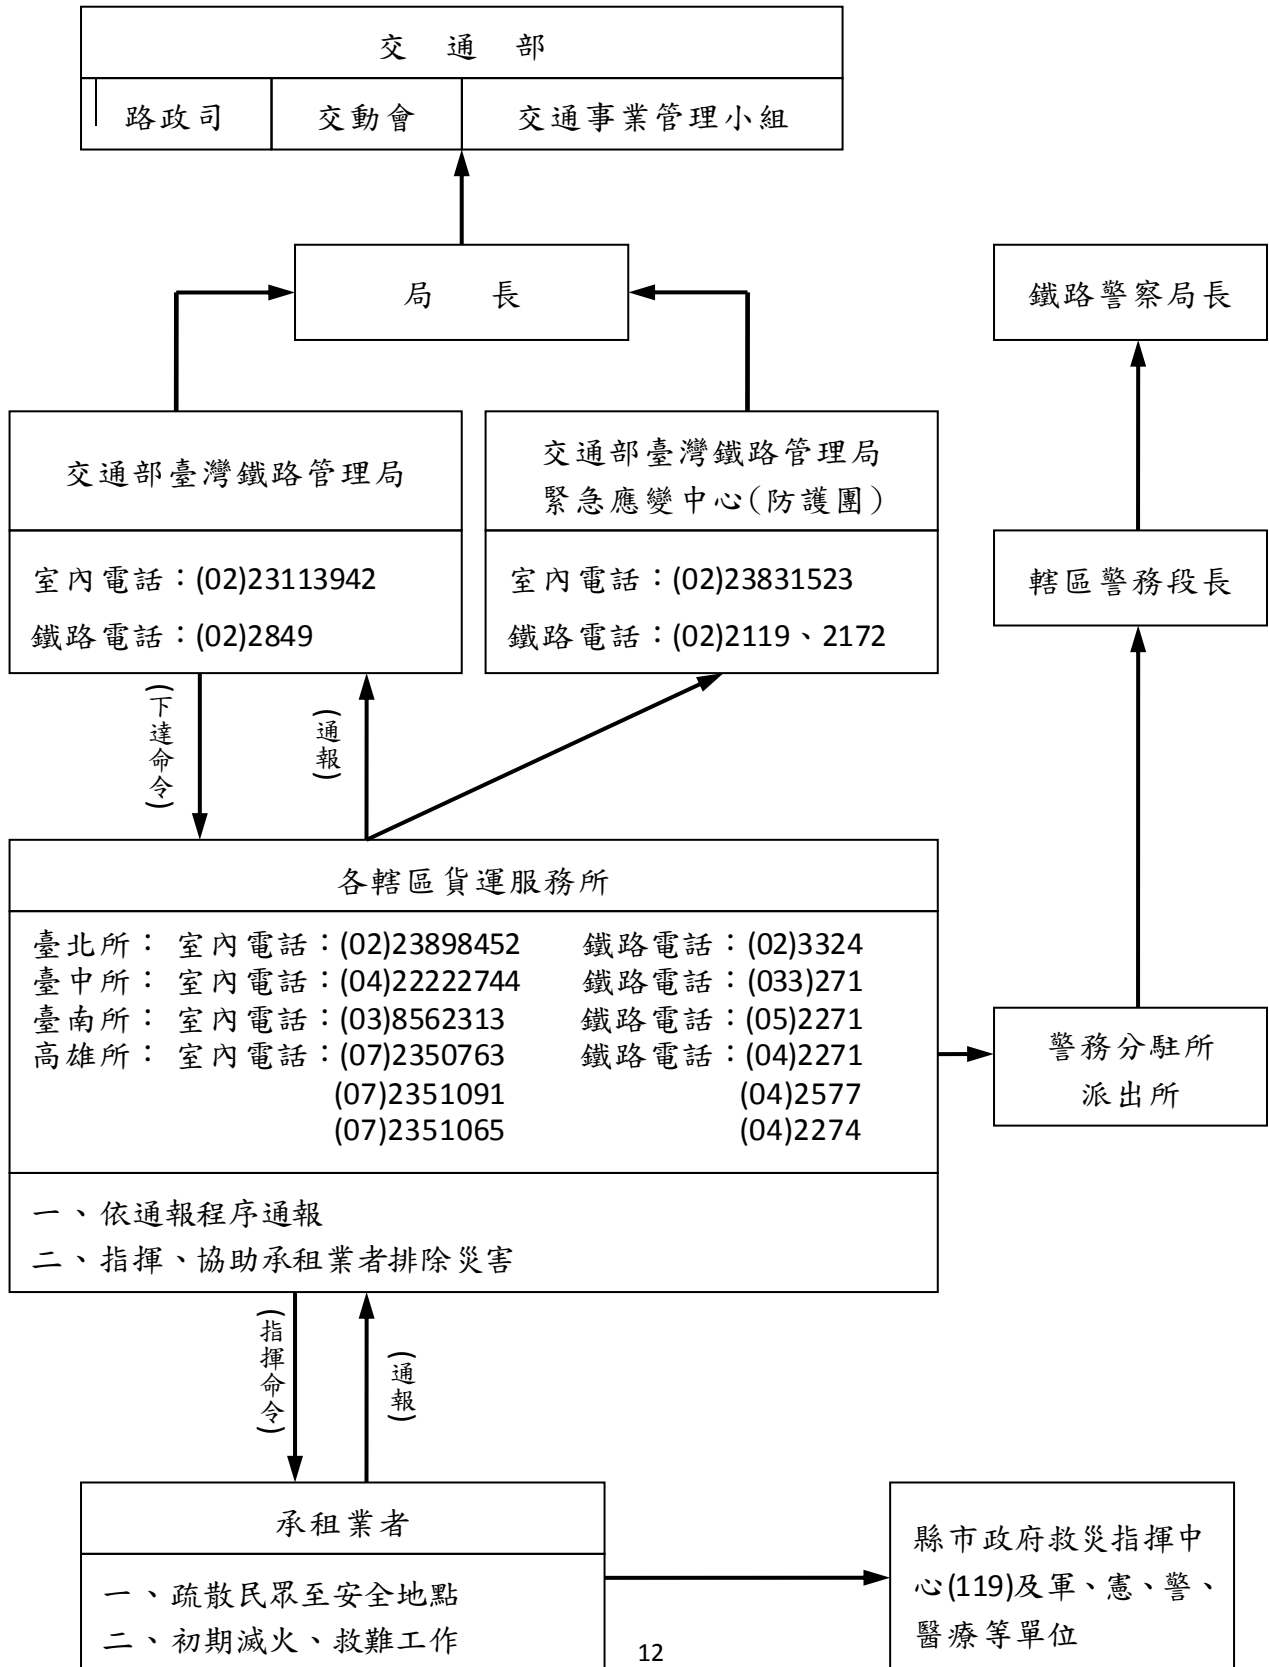 交 通 部
路政司 交動會 交通事業管理小組
局 長
鐵路警察局長
交通部臺灣鐵路管理局
室內電話：(02)23113942
鐵路電話：(02)2849
交通部臺灣鐵路管理局
緊急應變中心(防護團)
室內電話：(02)23831523
鐵路電話：(02)2119、2172
轄區警務段長
(下達命令)
(通報)
各轄區貨運服務所
臺北所： 室內電話：(02)23898452 鐵路電話：(02)3324
臺中所： 室內電話：(04)22222744 鐵路電話：(033)271
臺南所： 室內電話：(03)8562313 鐵路電話：(05)2271
高雄所： 室內電話：(07)2350763 鐵路電話：(04)2271
(07)2351091 (04)2577
(07)2351065 (04)2274
一、依通報程序通報
二、指揮、協助承租業者排除災害
警務分駐所
派出所
(指揮命令)
(通報)
承租業者
一、疏散民眾至安全地點
二、初期滅火、救難工作
縣市政府救災指揮中
心(119)及軍、憲、警、
醫療等單位
12